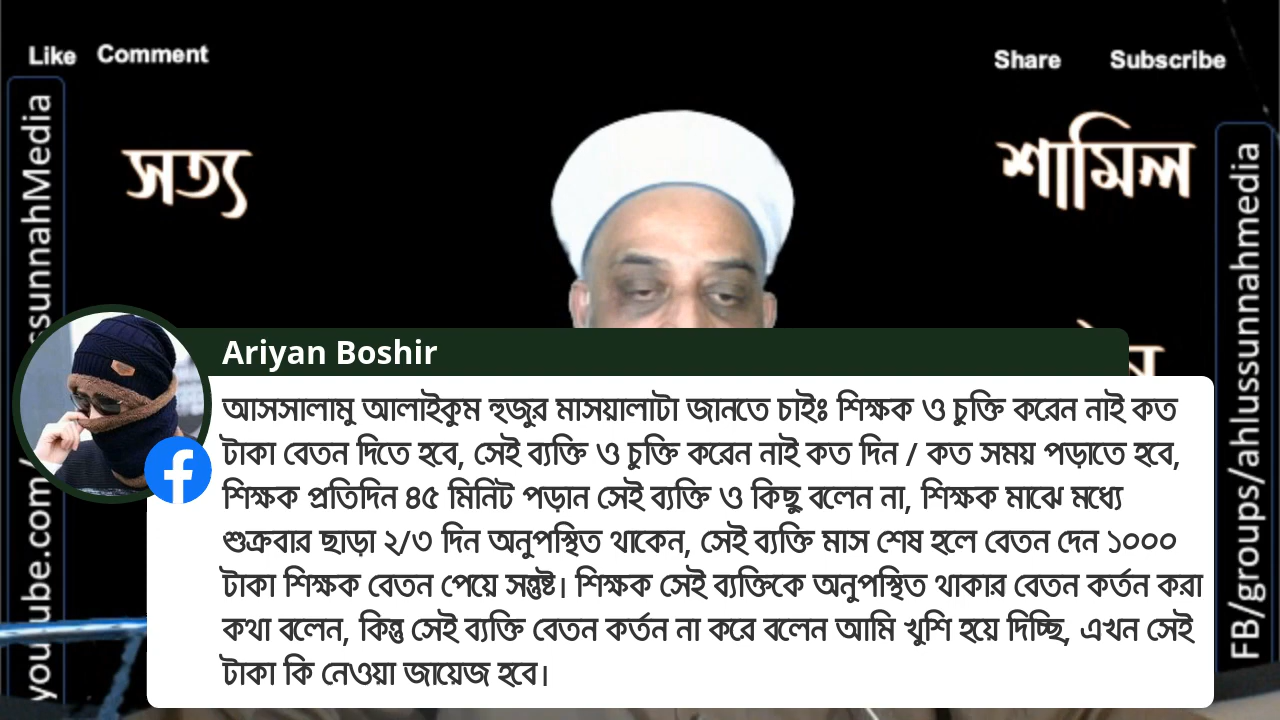 Like Comment Share Subscribe
সত্য
শামিল
ssunnahMedia
youtube.com/
FB/groups/ahlussunnahmedia
Ariyan Boshir
আসসালামু আলাইকুম হুজুর মাসয়ালাটা জানতে চাইঃ শিক্ষক ও চুক্তি করেন নাই কত
টাকা বেতন দিতে হবে, সেই ব্যক্তি ও চুক্তি করেন নাই কত দিন / কত সময় পড়াতে হবে,
শিক্ষক প্রতিদিন ৪৫ মিনিট পড়ান সেই ব্যক্তি ও কিছু বলেন না, শিক্ষক মাঝে মধ্যে
শুক্রবার ছাড়া ২/৩ দিন অনুপস্থিত থাকেন, সেই ব্যক্তি মাস শেষ হলে বেতন দেন ১০০০
টাকা শিক্ষক বেতন পেয়ে সন্তুষ্ট। শিক্ষক সেই ব্যক্তিকে অনুপস্থিত থাকার বেতন কর্তন করা
কথা বলেন, কিন্তু সেই ব্যক্তি বেতন কর্তন না করে বলেন আমি খুশি হয়ে দিচ্ছি, এখন সেই
টাকা কি নেওয়া জায়েজ হবে।